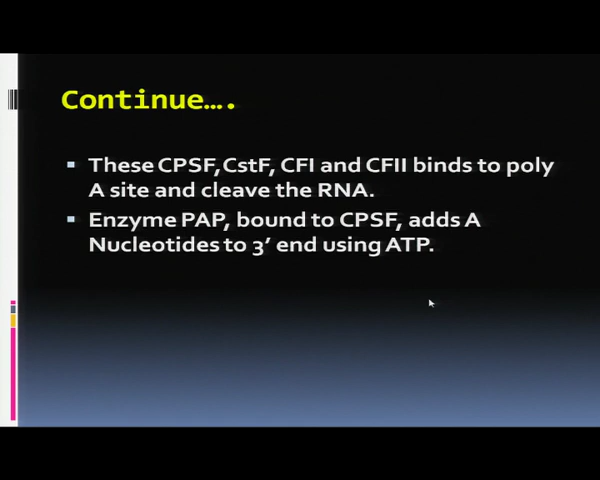 Continue….
These CPSF,CstF, CFI and CFII binds to poly
A site and cleave the RNA.
Enzyme PAP, bound to CPSF, adds A
Nucleotides to 3’ end using ATP.